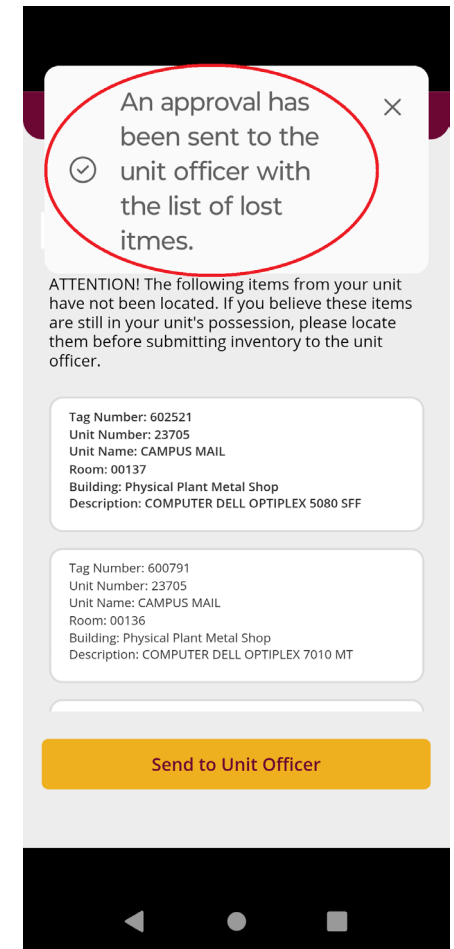 An approval has
been sent to the
unit officer with
the list of lost
itmes.
ATTENTION! The following items from your unit
have not been located. If you believe these items
are still in your unit's possession, please locate
them before submitting inventory to the unit
officer.
Tag Number: 602521
Unit Number: 23705
Unit Name: CAMPUS MAIL
Room: 00137
Building: Physical Plant Metal Shop
Description: COMPUTER DELL OPTIPLEX 5080 SFF
Tag Number: 600791
Unit Number: 23705
Unit Name: CAMPUS MAIL
Room: 00136
Building: Physical Plant Metal Shop
Description: COMPUTER DELL OPTIPLEX 7010 MT
Send to Unit Officer